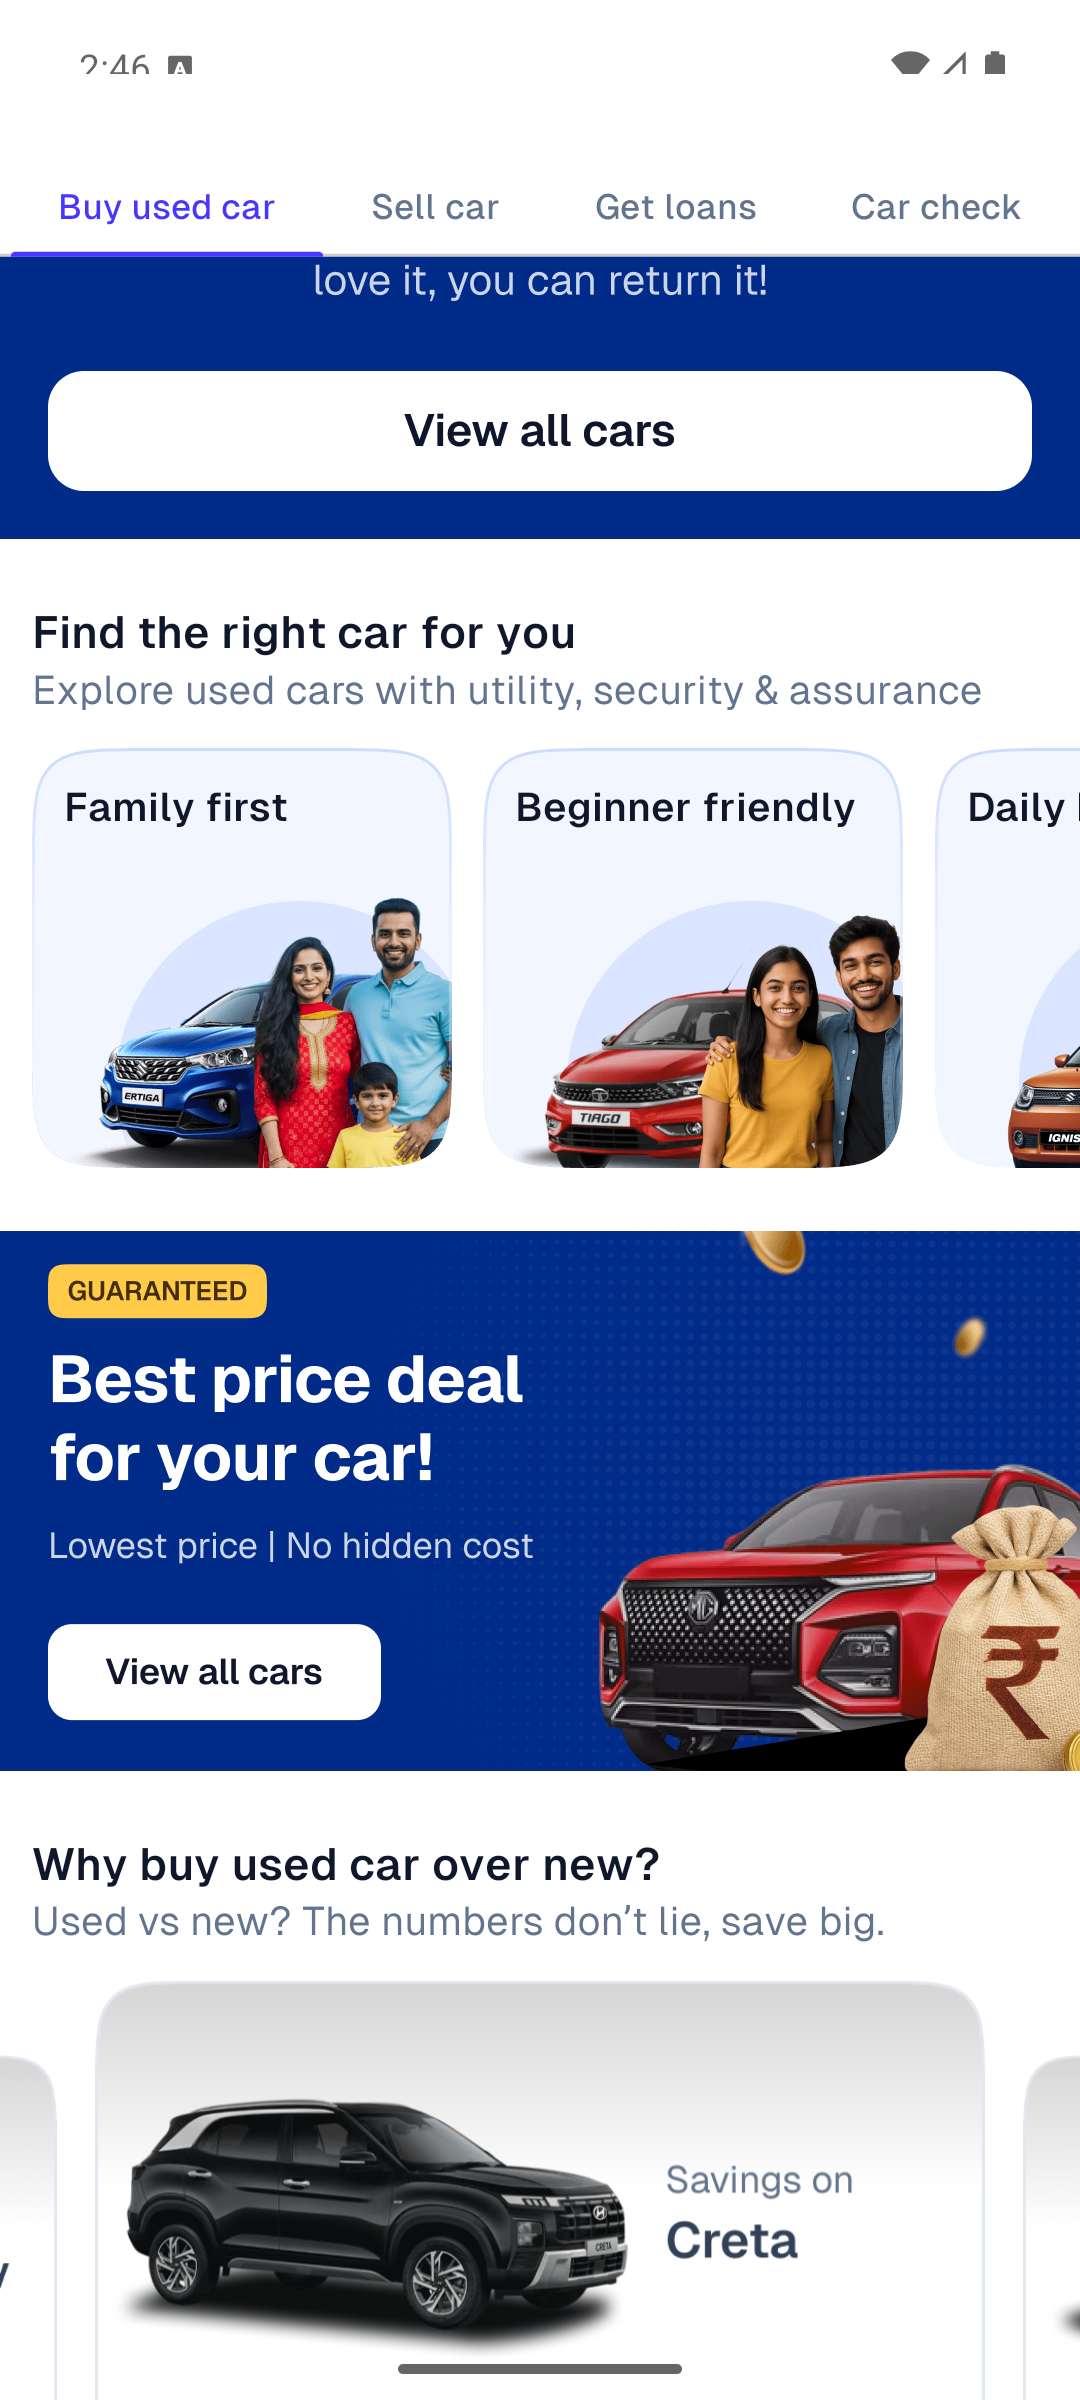 2:46
Buy used car
Sell car
Get loans
Car check
love it, you can return it!
View all cars
Find the right car for you
Explore used cars with utility, security & assurance
Family first
Beginner friendly
Daily
ERTIGA
TIAGO
IGNIS
GUARANTEED
Best price deal
for your car!
Lowest price | No hidden cost
MG
₹
View all cars
Why buy used car over new?
Used vs new? The numbers don’t lie, save big.
Savings on
Creta
CRETA